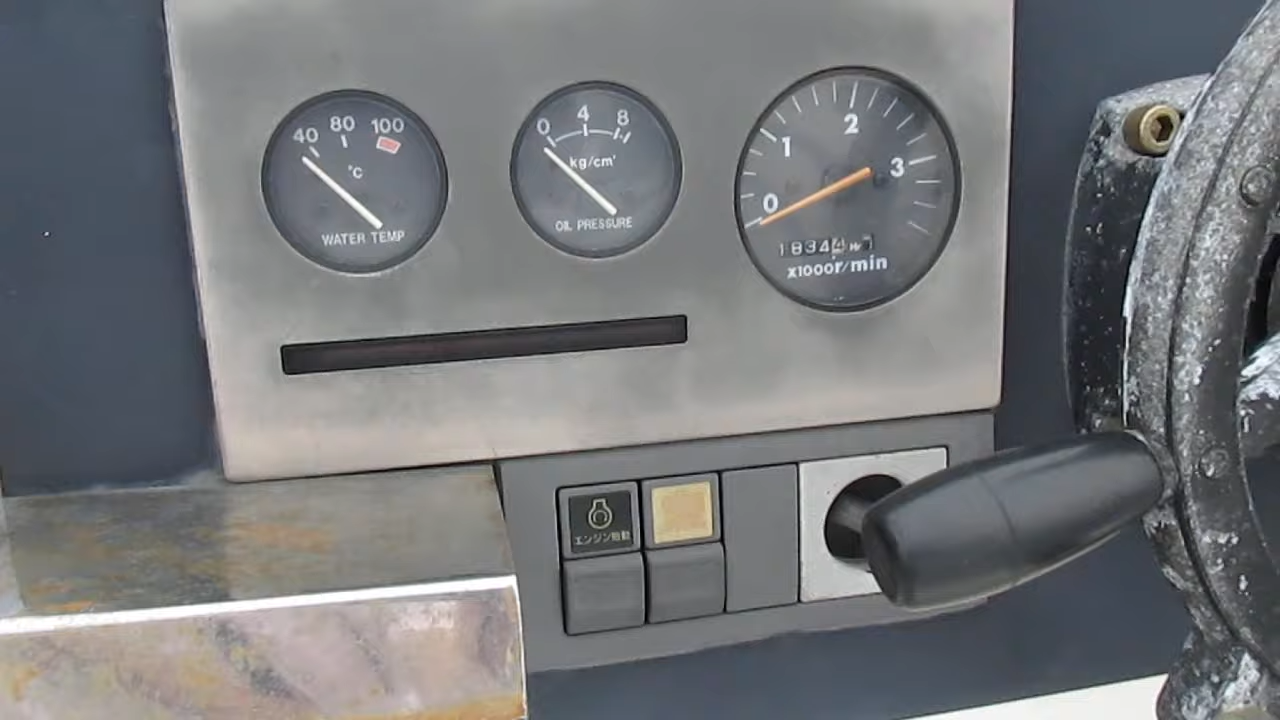 40 80 100
°C
WATER TEMP
0 4 8
kg/cm²
OIL PRESSURE
0 1 2 3
x1000r/min
エンジン始動